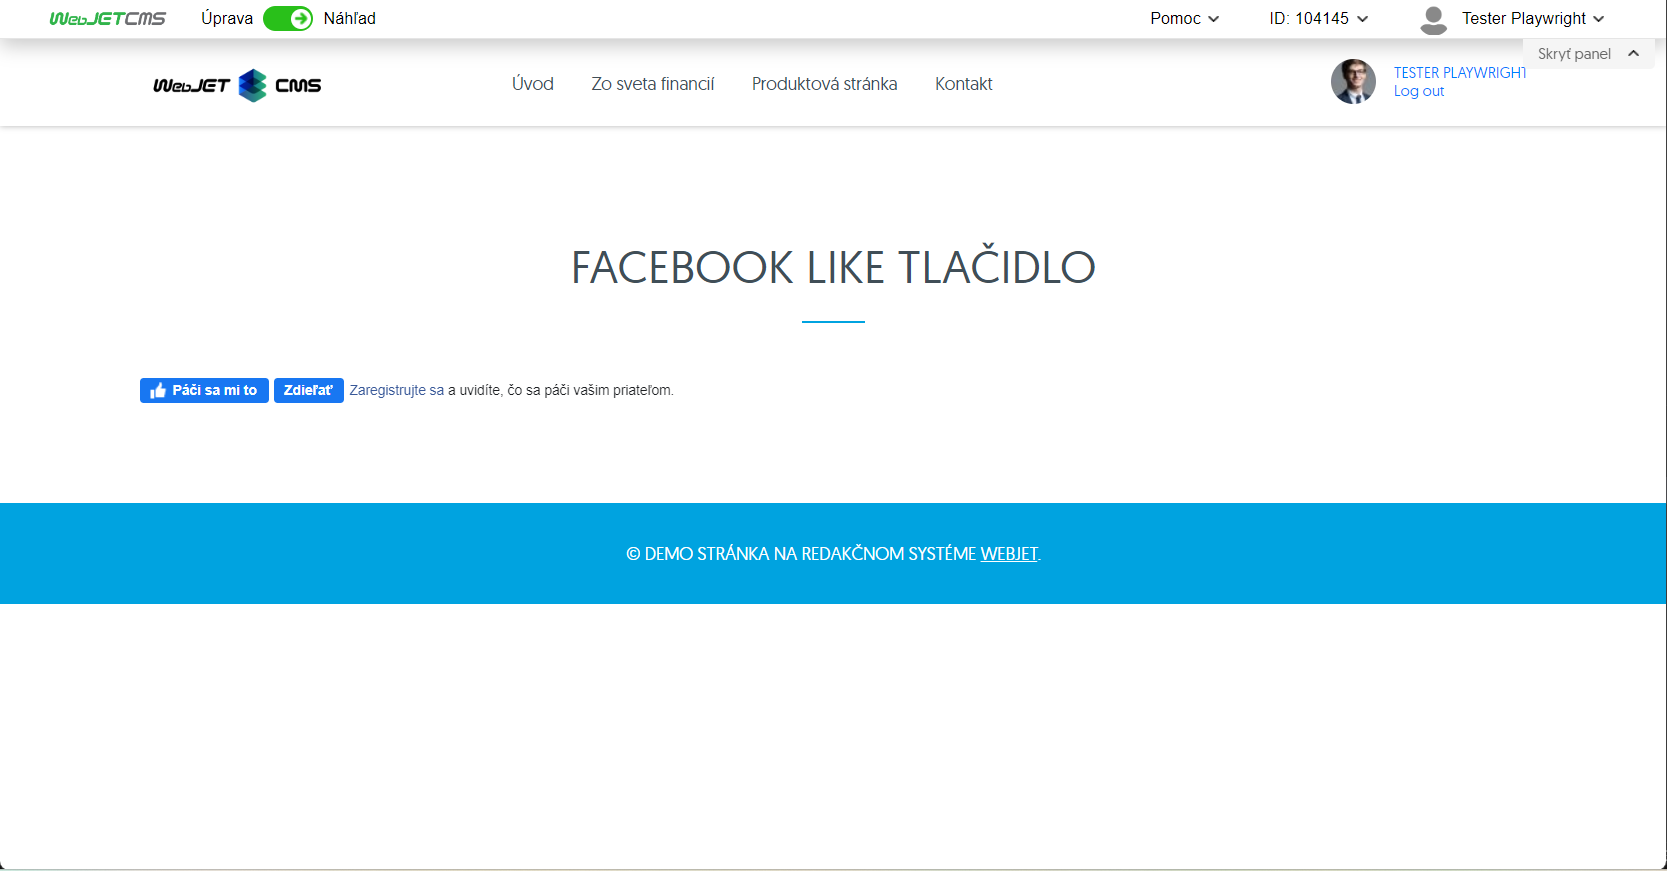 WebJETCMS Úprava Náhľad Pomoc ID: 104145 Tester Playwright
Skryť panel
WebJET CMS Úvod Zo sveta financií Produktová stránka Kontakt TESTER PLAYWRIGHT
Log out
FACEBOOK LIKE TLAČIDLO
Páči sa mi to Zdieľať Zaregistrujte sa a uvidíte, čo sa páči vašim priateľom.
© DEMO STRÁNKA NA REDAKČNOM SYSTÉME WEBJET.